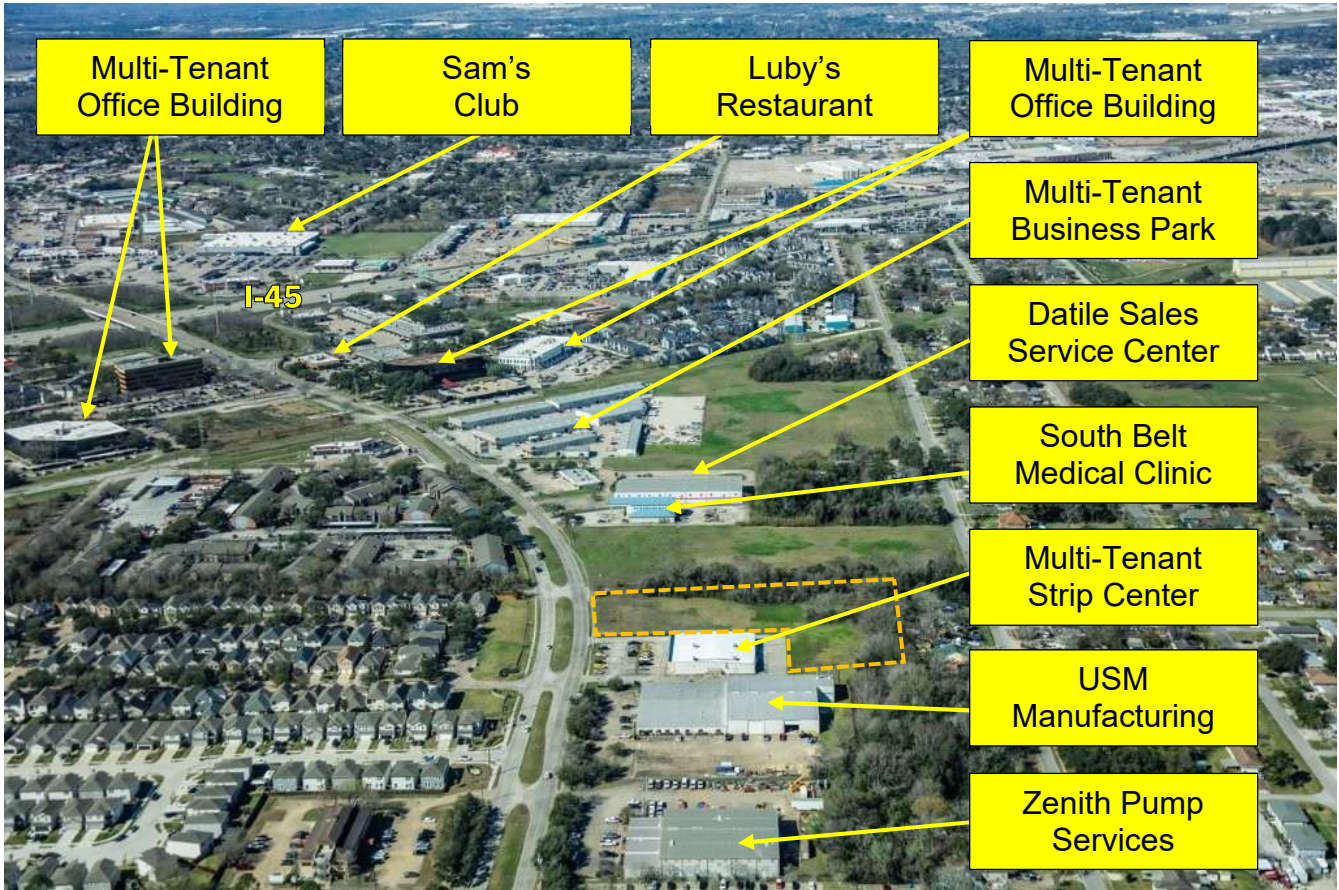 Multi-Tenant
Office Building
Sam's
Club
Luby's
Restaurant
Multi-Tenant
Office Building
Multi-Tenant
Business Park
Datile Sales
Service Center
I-45
South Belt
Medical Clinic
Multi-Tenant
Strip Center
USM
Manufacturing
Zenith Pump
Services